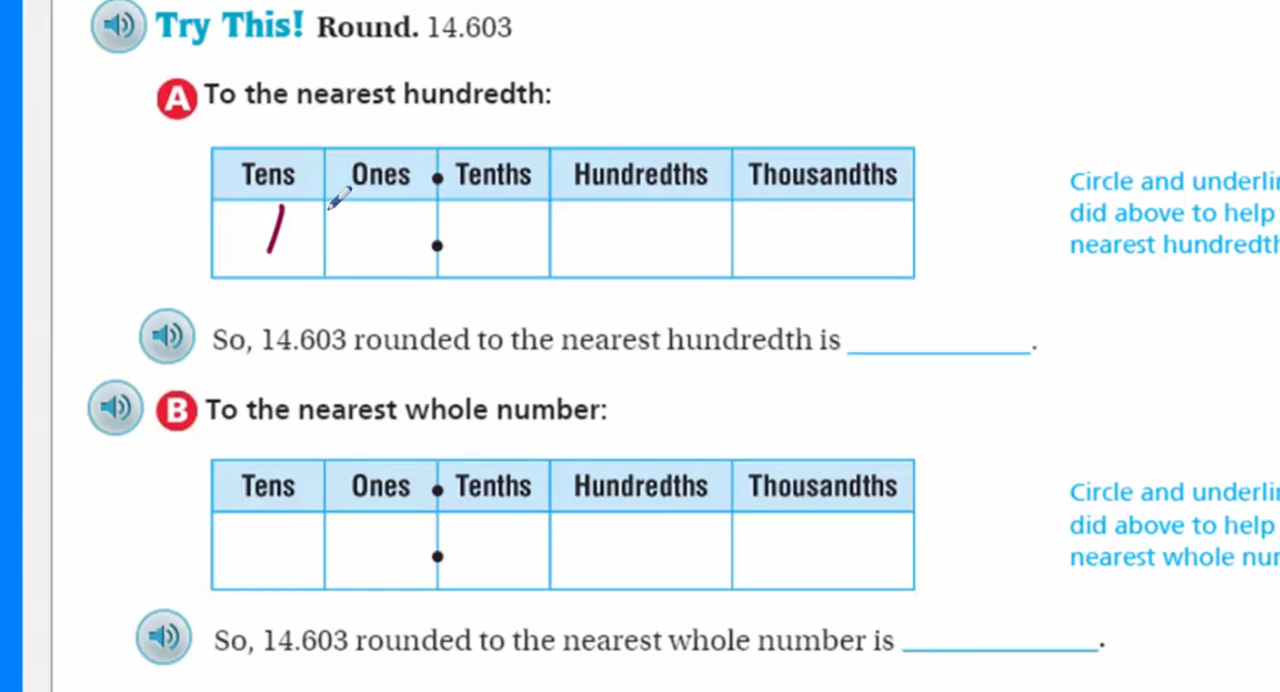 Try This! Round. 14.603
A To the nearest hundredth:
Tens Ones . Tenths Hundredths Thousandths
1 .
Circle and underli
did above to help
nearest hundredth
So, 14.603 rounded to the nearest hundredth is ________.
B To the nearest whole number:
Tens Ones . Tenths Hundredths Thousandths
.
Circle and underli
did above to help
nearest whole nu
So, 14.603 rounded to the nearest whole number is ________.